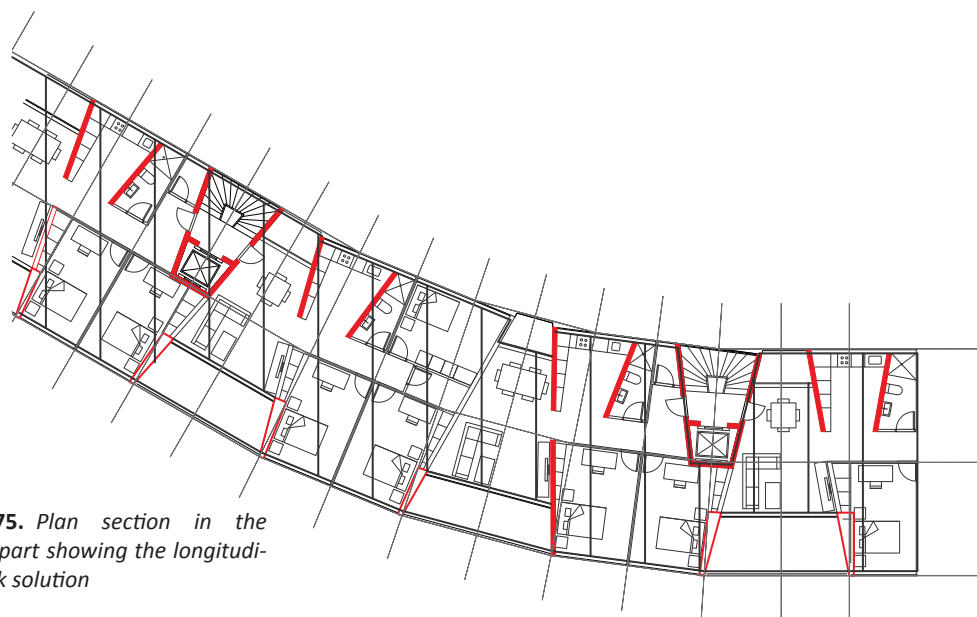 75. Plan section in the
part showing the longitudi-
k solution